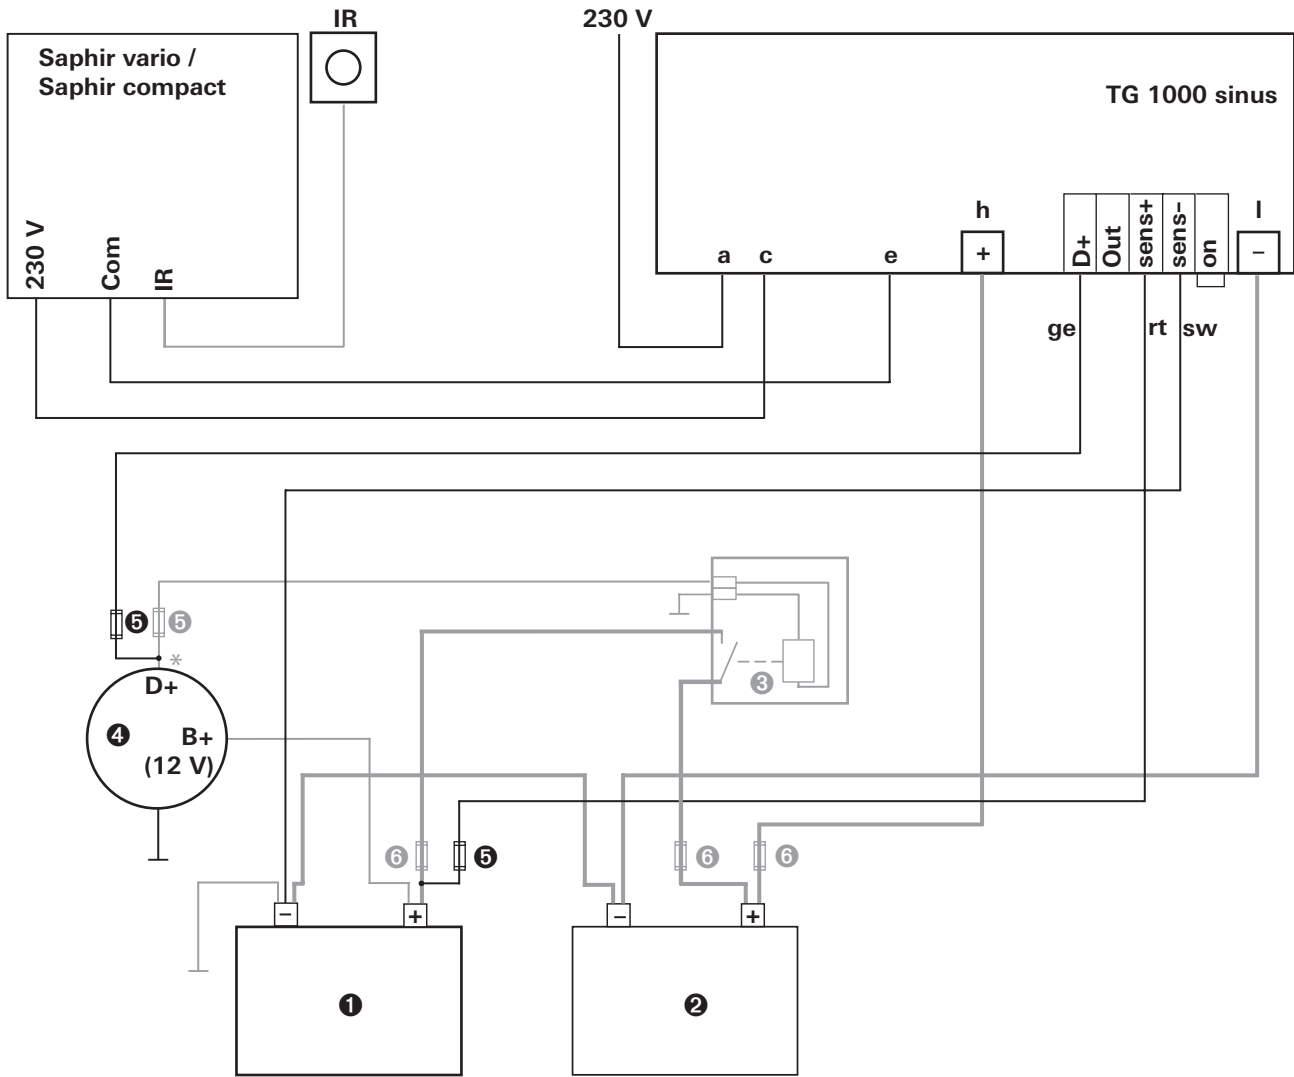 IR
230 V
Saphir vario /
Saphir compact
TG 1000 sinus
230 V
Com
IR
a
c
e
h
+
D+
Out
sens+
sens–
on
l
–
ge
rt
sw
❺
❺
*
❸
D+
❹
B+
(12 V)
❻
❺
❻
❻
–
+
–
+
❶
❷